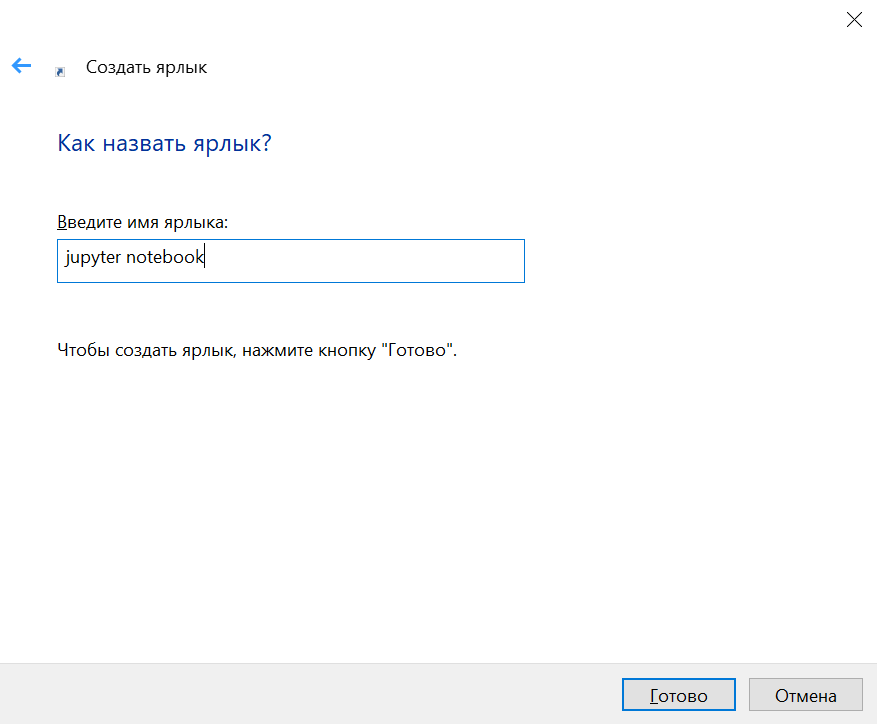 Создать ярлык
Как назвать ярлык?
Введите имя ярлыка:
jupyter notebook
Чтобы создать ярлык, нажмите кнопку "Готово".
Готово Отмена